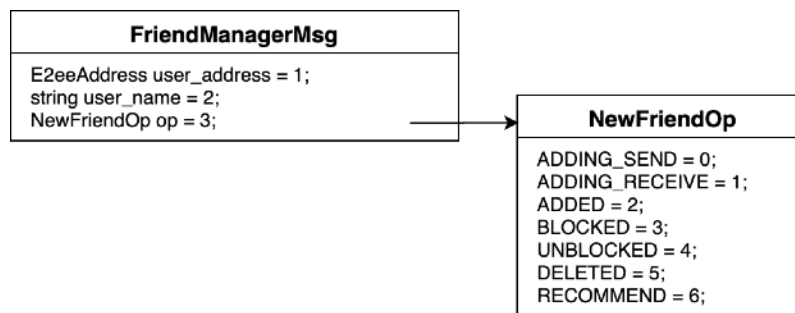 FriendManagerMsg
E2eeAddress user_address = 1;
string user_name = 2;
NewFriendOp op = 3;
NewFriendOp
ADDING_SEND = 0;
ADDING_RECEIVE = 1;
ADDED = 2;
BLOCKED = 3;
UNBLOCKED = 4;
DELETED = 5;
RECOMMEND = 6;